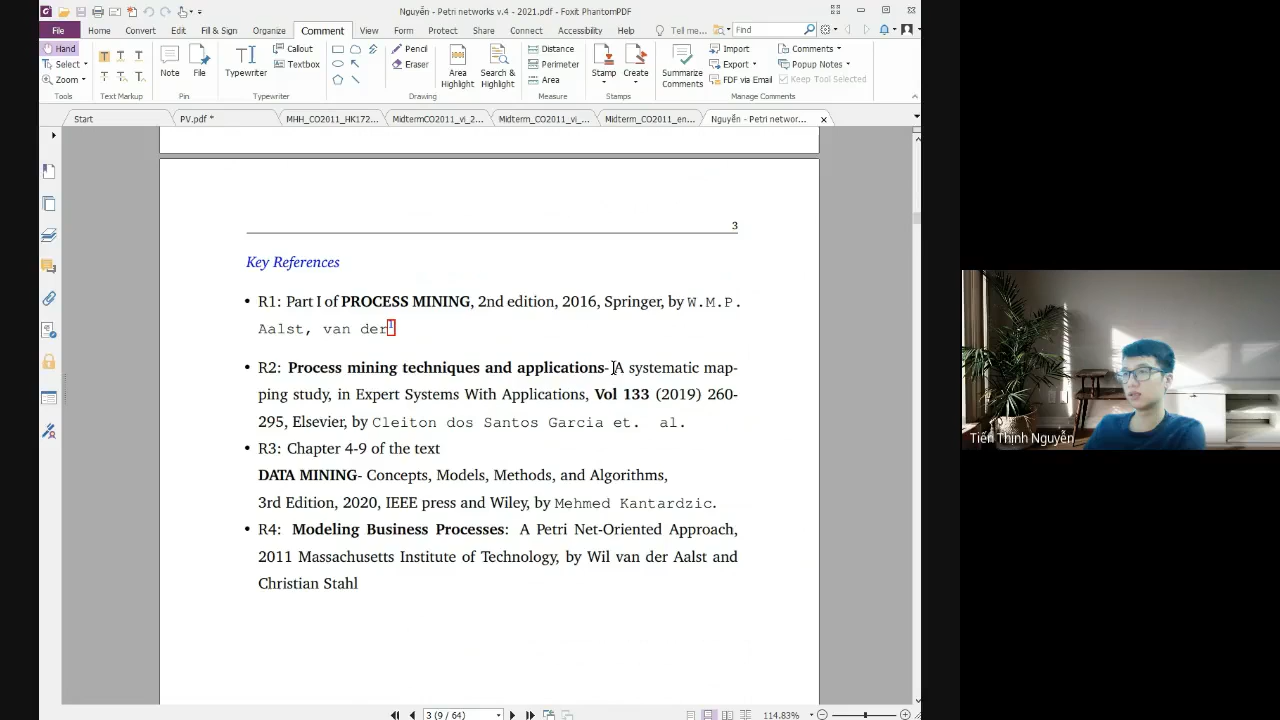 Nguyễn - Petri networks v.4 - 2021.pdf - Foxit PhantomPDF
File Home Convert Edit Organize Comment View Form Protect Share Connect Accessibility Help Tell me... Find
Hand
Select
Zoom
Tools
Text Markup
Note
File
Typewriter
Callout
Textbox
Typewriter
Pencil
Eraser
Drawing
Area Highlight
Search & Highlight
Distance
Perimeter
Area
Measure
Stamp
Create
Stamps
Summarize Comments
Import
Export
FDF via Email
Comments
Popup Notes
Keep Tool Selected
Manage Comments
Start PV.pdf * MHH_CO2011_HK172... MidtermCO2011_vi_2... Midterm_CO2011_vi_... Midterm_CO2011_en... Nguyễn - Petri networ...
3
Key References
• R1: Part I of PROCESS MINING, 2nd edition, 2016, Springer, by W.M.P.
Aalst, van der1
• R2: Process mining techniques and applications- A systematic map-
ping study, in Expert Systems With Applications, Vol 133 (2019) 260-
295, Elsevier, by Cleiton dos Santos Garcia et. al.
• R3: Chapter 4-9 of the text
DATA MINING- Concepts, Models, Methods, and Algorithms,
3rd Edition, 2020, IEEE press and Wiley, by Mehmed Kantardzic.
• R4: Modeling Business Processes: A Petri Net-Oriented Approach,
2011 Massachusetts Institute of Technology, by Wil van der Aalst and
Christian Stahl
Tiến Thịnh Nguyễn
3 (9 / 64) 114.83%